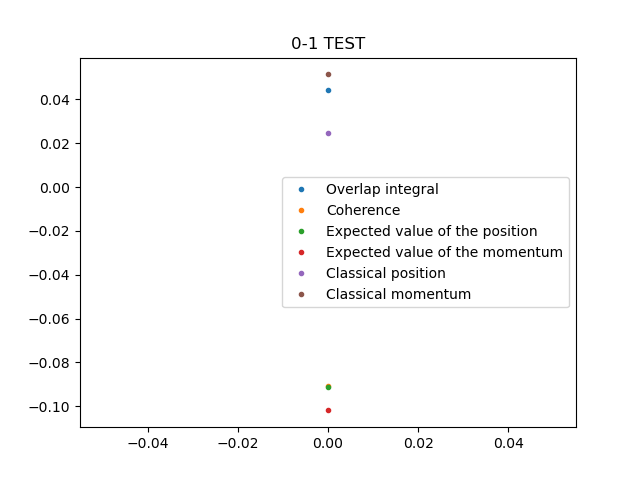 0-1 TEST
0.04
0.02
0.00
−0.02
−0.04
−0.06
−0.08
−0.10
Overlap integral
Coherence
Expected value of the position
Expected value of the momentum
Classical position
Classical momentum
−0.04
−0.02
0.00
0.02
0.04